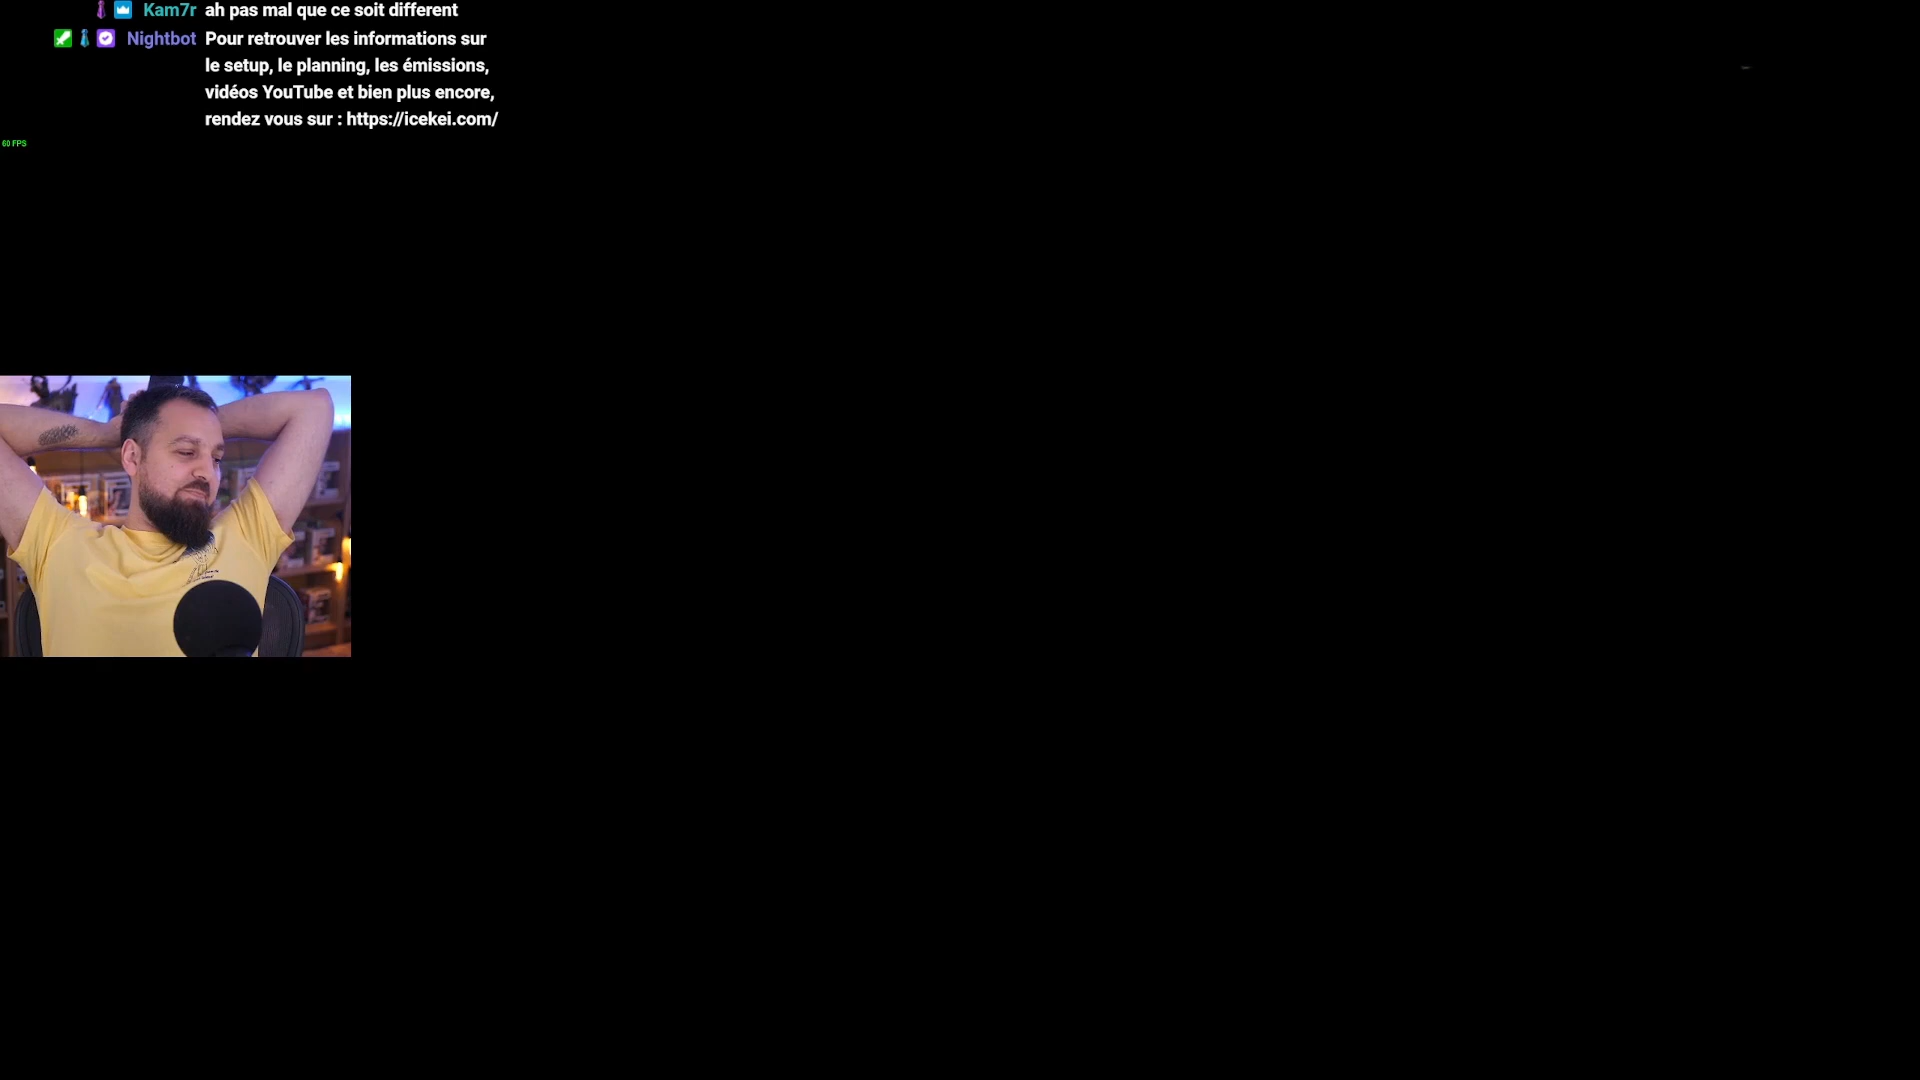 Kam7r ah pas mal que ce soit different
Nightbot Pour retrouver les informations sur
le setup, le planning, les émissions,
vidéos YouTube et bien plus encore,
rendez vous sur : https://icekei.com/
60 FPS